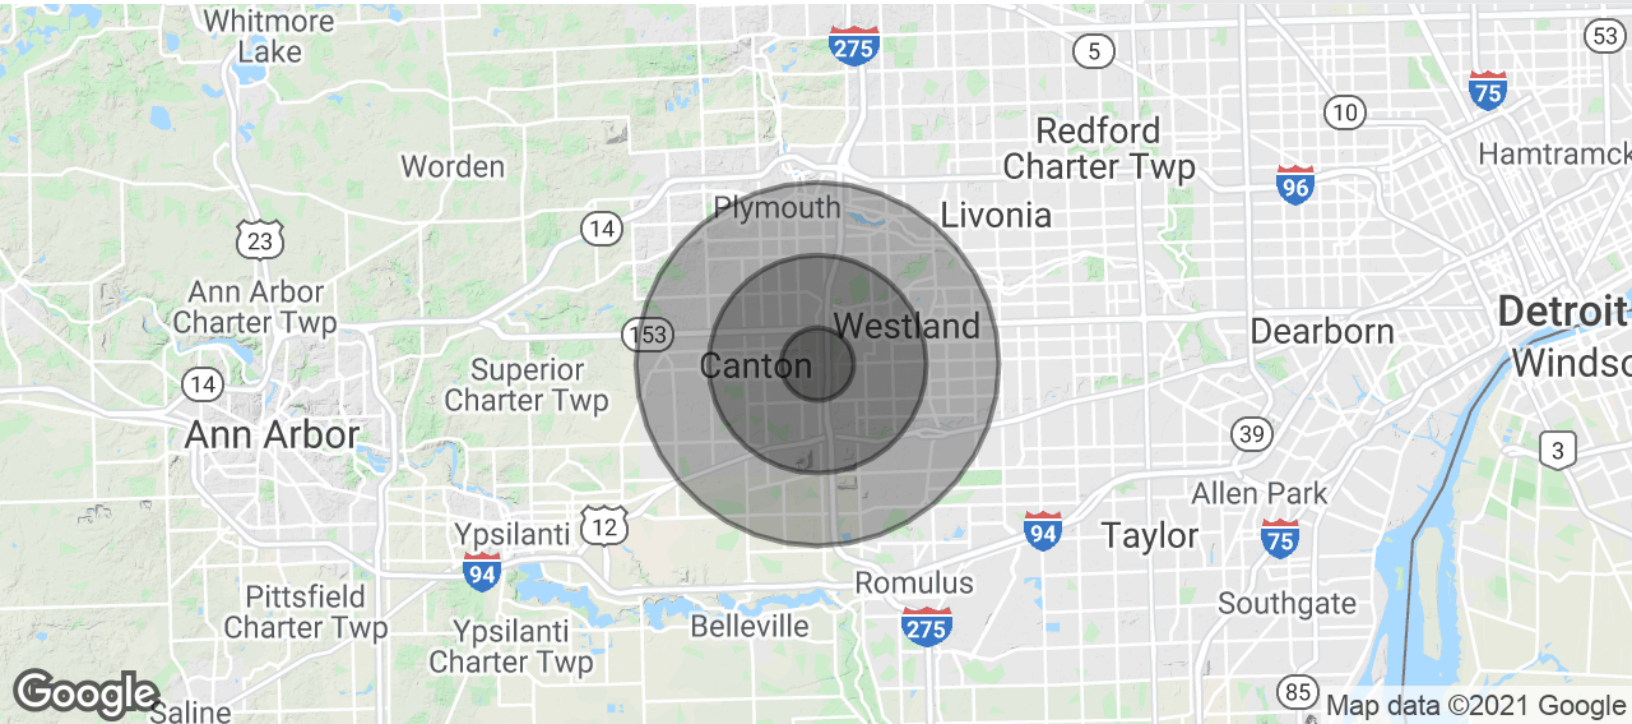 Whitmore
Lake
275
5
53
75
10
Redford
Charter Twp
Hamtramck
Worden
96
Plymouth
Livonia
14
23
Ann Arbor
Charter Twp
153
Westland
Dearborn
Detroit
Windso
Canton
Superior
Charter Twp
14
Ann Arbor
39
3
Allen Park
Ypsilanti
12
94
Taylor
75
94
Romulus
Pittsfield
Charter Twp
Southgate
Belleville
275
Ypsilanti
Charter Twp
Google
Saline
85
Map data ©2021 Google